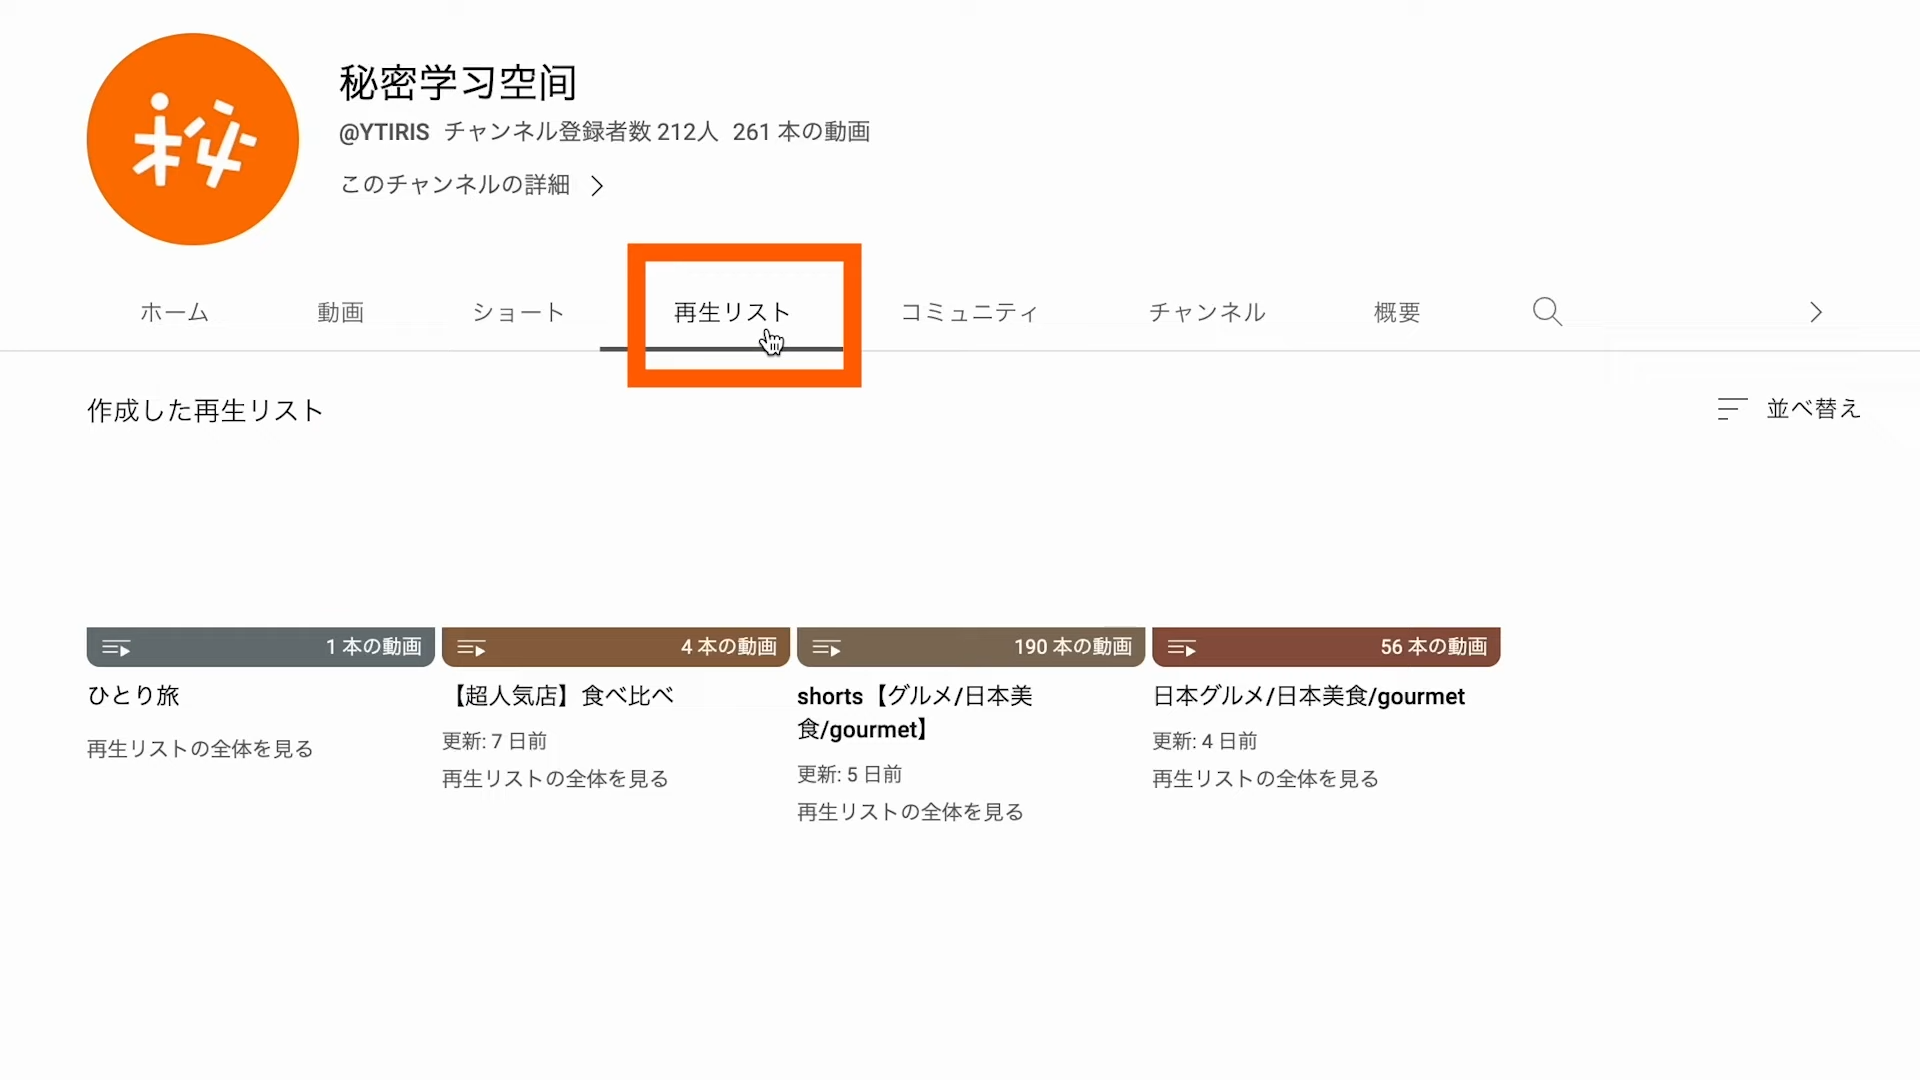 秘
秘密学习空间
@YTIRIS チャンネル登録者数 212人 261 本の動画
このチャンネルの詳細
ホーム 動画 ショート 再生リスト コミュニティ チャンネル 概要
作成した再生リスト
並べ替え
1 本の動画
ひとり旅
再生リストの全体を見る
4 本の動画
【超人気店】食べ比べ
更新: 7 日前
再生リストの全体を見る
190 本の動画
shorts【グルメ/日本美
食/gourmet】
更新: 5 日前
再生リストの全体を見る
56 本の動画
日本グルメ/日本美食/gourmet
更新: 4 日前
再生リストの全体を見る